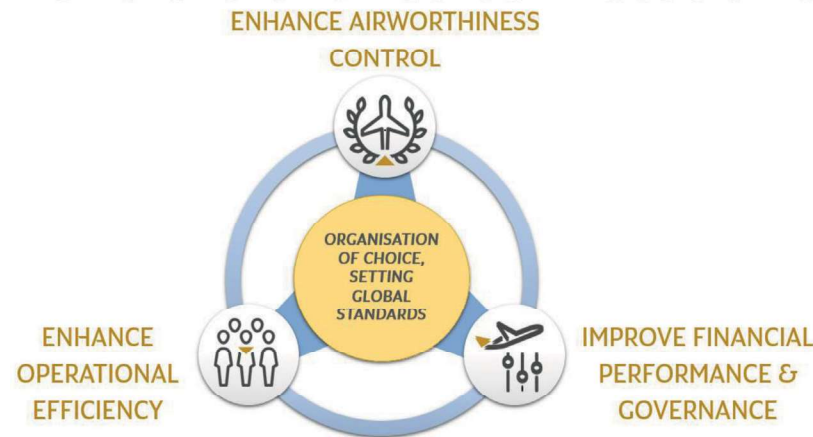 ENHANCE AIRWORTHINESS
CONTROL
ORGANISATION
OF CHOICE,
SETTING
GLOBAL
STANDARDS
ENHANCE
OPERATIONAL
EFFICIENCY
IMPROVE FINANCIAL
PERFORMANCE &
GOVERNANCE